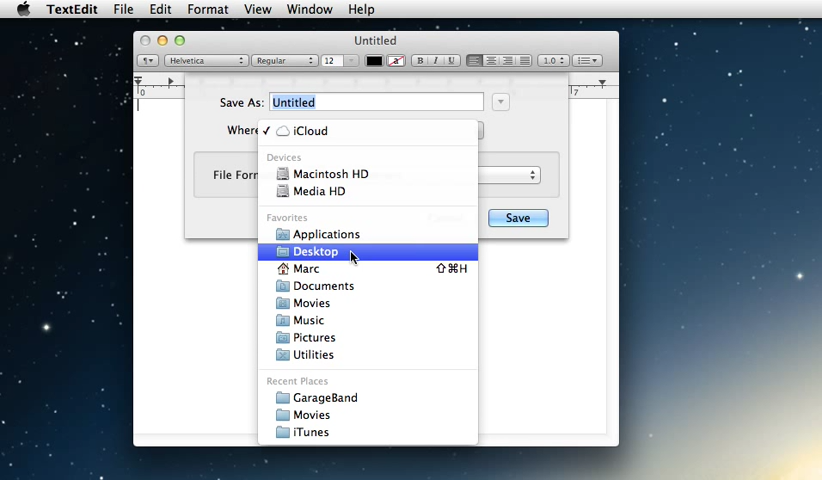 TextEdit File Edit Format View Window Help
Untitled
¶ Helvetica Regular 12 a B I U 1.0
0 7
Save As: Untitled
Where ✓ iCloud
Devices
Macintosh HD
File Form
Media HD
Favorites
Save
Applications
Desktop
Marc ⇧⌘H
Documents
Movies
Music
Pictures
Utilities
Recent Places
GarageBand
Movies
iTunes